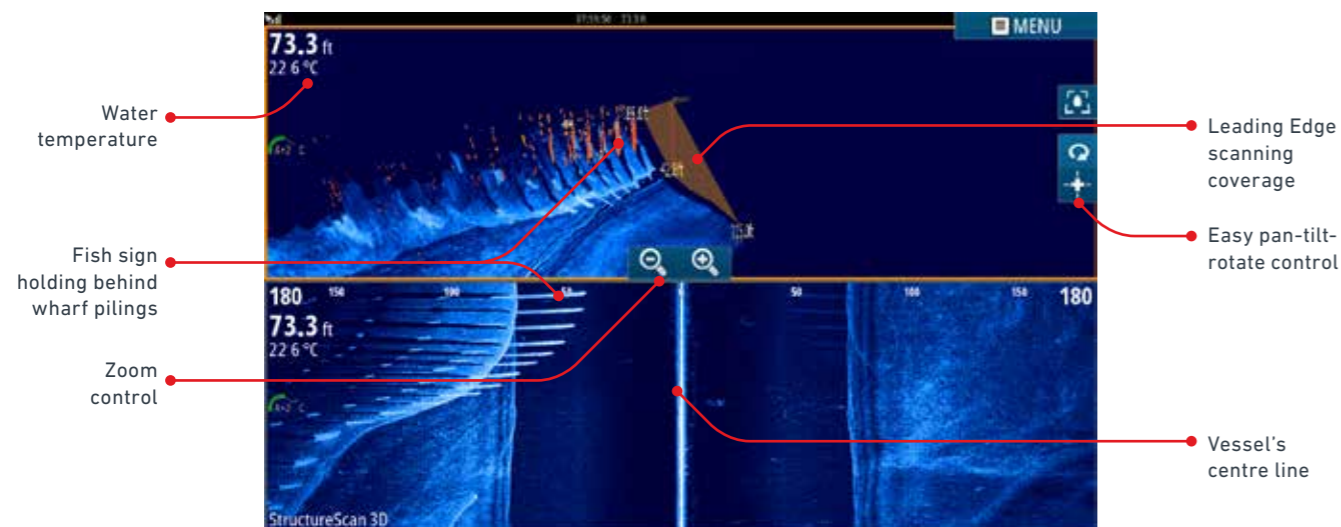 MENU
73.3 ft
22.6 °C
Water
temperature
Leading Edge
scanning
coverage
Easy pan-tilt-
rotate control
Fish sign
holding behind
wharf pilings
180 150 100 50 50 100 150 180
73.3 ft
22.6 °C
Zoom
control
Vessel's
centre line
StructureScan 3D